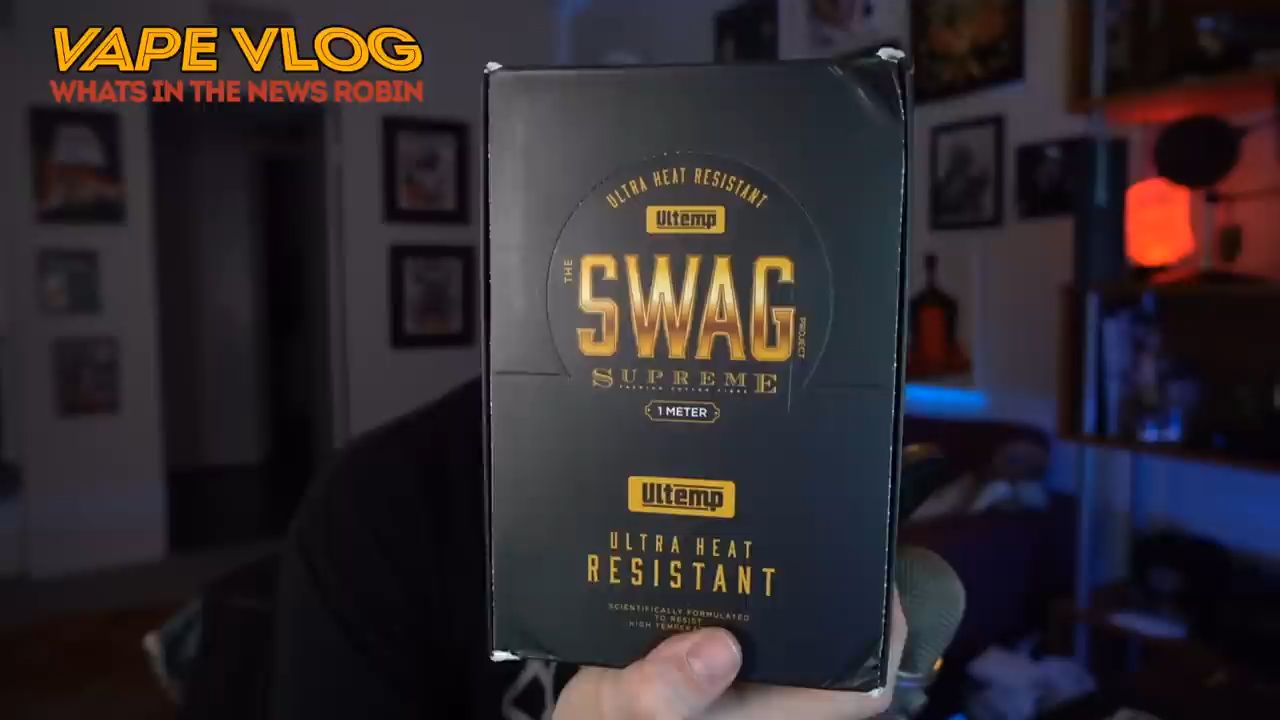 VAPE VLOG
WHATS IN THE NEWS ROBIN
ULTRA HEAT RESISTANT
Ultemp
THE SWAG PROJECT
SUPREME
1 METER
Ultemp
ULTRA HEAT
RESISTANT
SCIENTIFICALLY FORMULATED
TO RESIST
HIGH